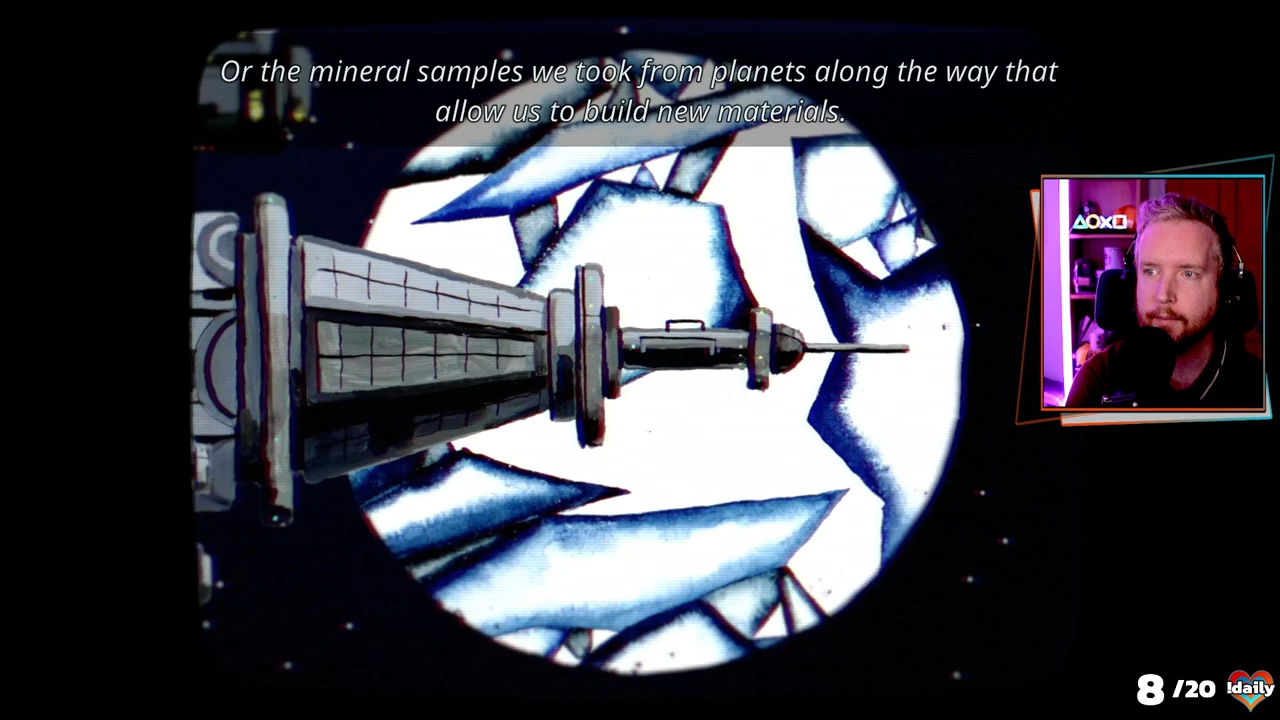 Or the mineral samples we took from planets along the way that
allow us to build new materials.
8 /20 !daily